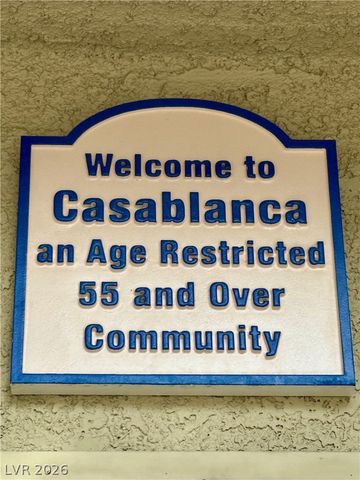 Welcome to
Casablanca
an Age Restricted
55 and Over
Community
LVR 2026